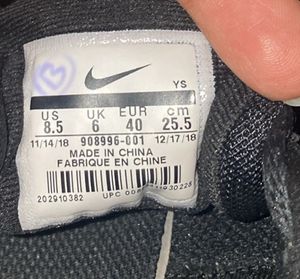 YS
US UK EUR cm
8.5 6 40 25.5
11/14/18 908996-001 12/17/18
MADE IN CHINA
FABRIQUE EN CHINE
202910382 UPC